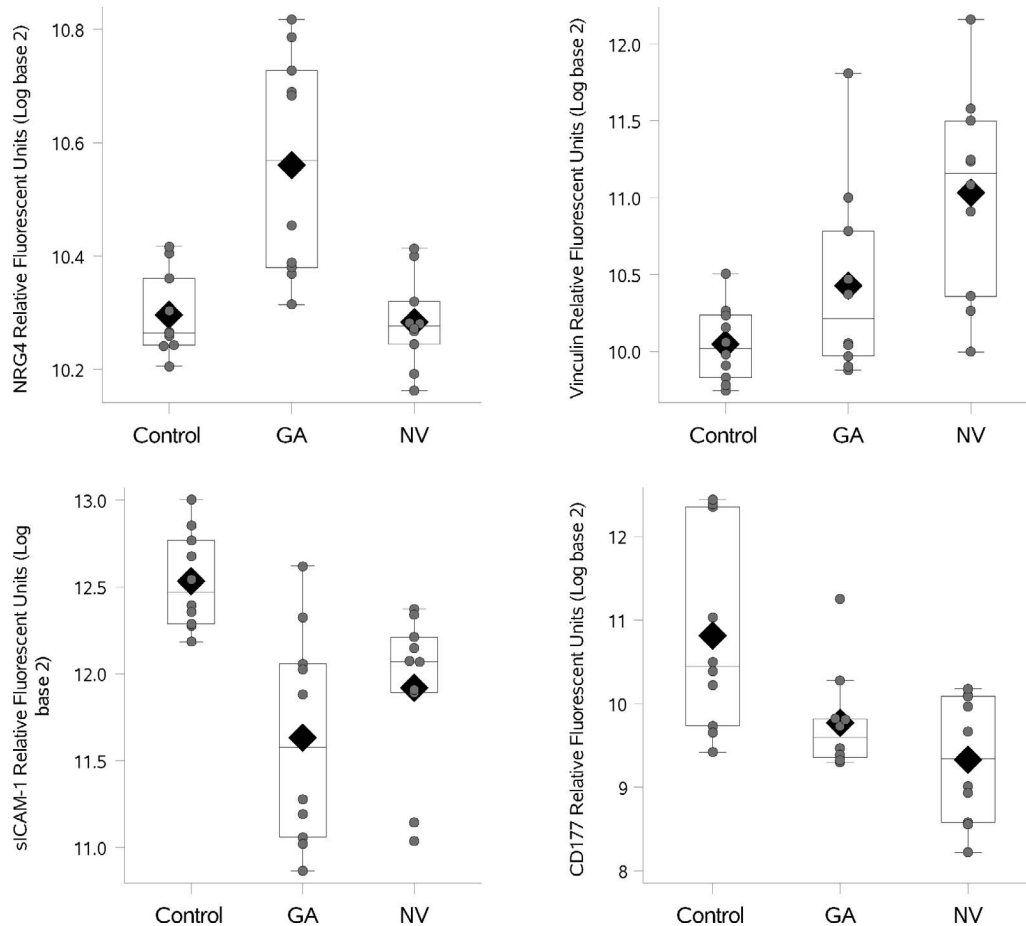 NRG4 Relative Fluorescent Units (Log base 2)
10.8
10.6
10.4
10.2
Control GA NV
Vinculin Relative Fluorescent Units (Log base 2)
12.0
11.5
11.0
10.5
10.0
Control GA NV
sICAM-1 Relative Fluorescent Units (Log
base 2)
13.0
12.5
12.0
11.5
11.0
Control GA NV
CD177 Relative Fluorescent Units (Log base 2)
12
11
10
9
8
Control GA NV